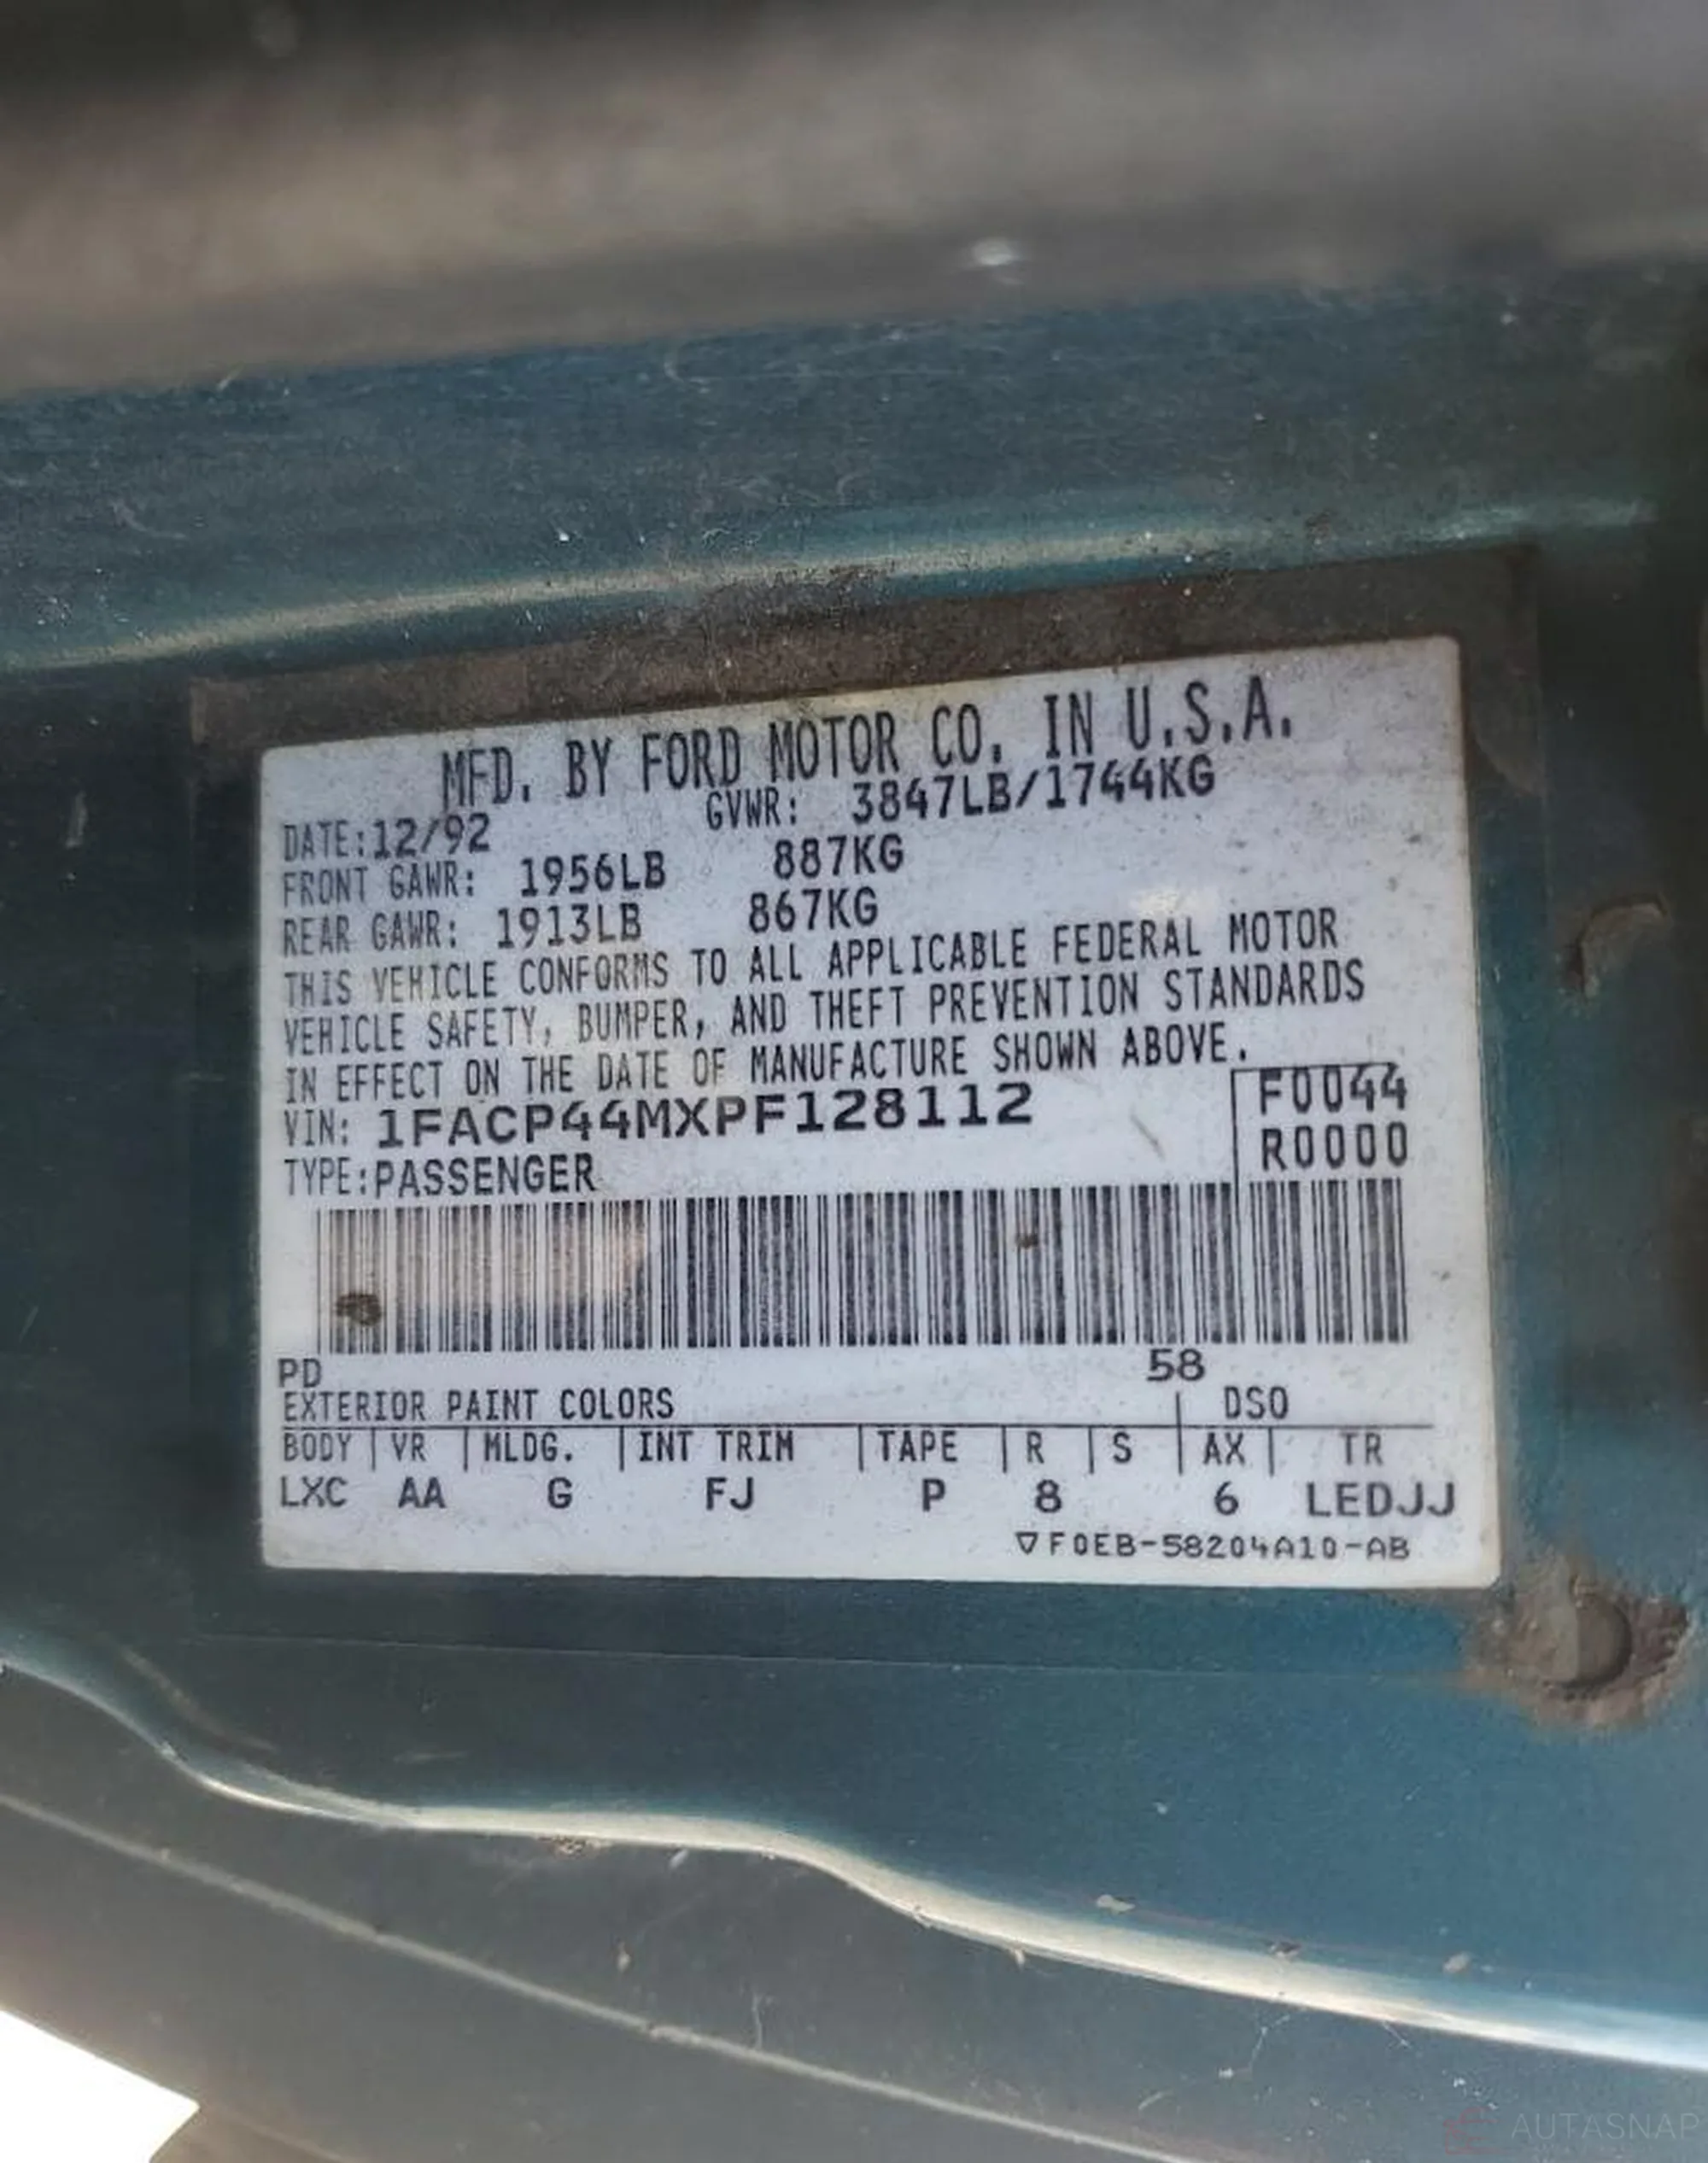 MFD. BY FORD MOTOR CO. IN U.S.A.
DATE:12/92 GVWR: 3847LB/1744KG
FRONT GAWR: 1956LB 887KG
REAR GAWR: 1913LB 867KG
THIS VEHICLE CONFORMS TO ALL APPLICABLE FEDERAL MOTOR
VEHICLE SAFETY, BUMPER, AND THEFT PREVENTION STANDARDS
IN EFFECT ON THE DATE OF MANUFACTURE SHOWN ABOVE.
VIN: 1FACP44MXPF128112 F0044
TYPE:PASSENGER R0000
PD 58
EXTERIOR PAINT COLORS DSO
BODY VR MLDG. INT TRIM TAPE R S AX TR
LXC AA G FJ P 8 6 LEDJJ
▽F0EB-58204A10-AB
AUTASNAP